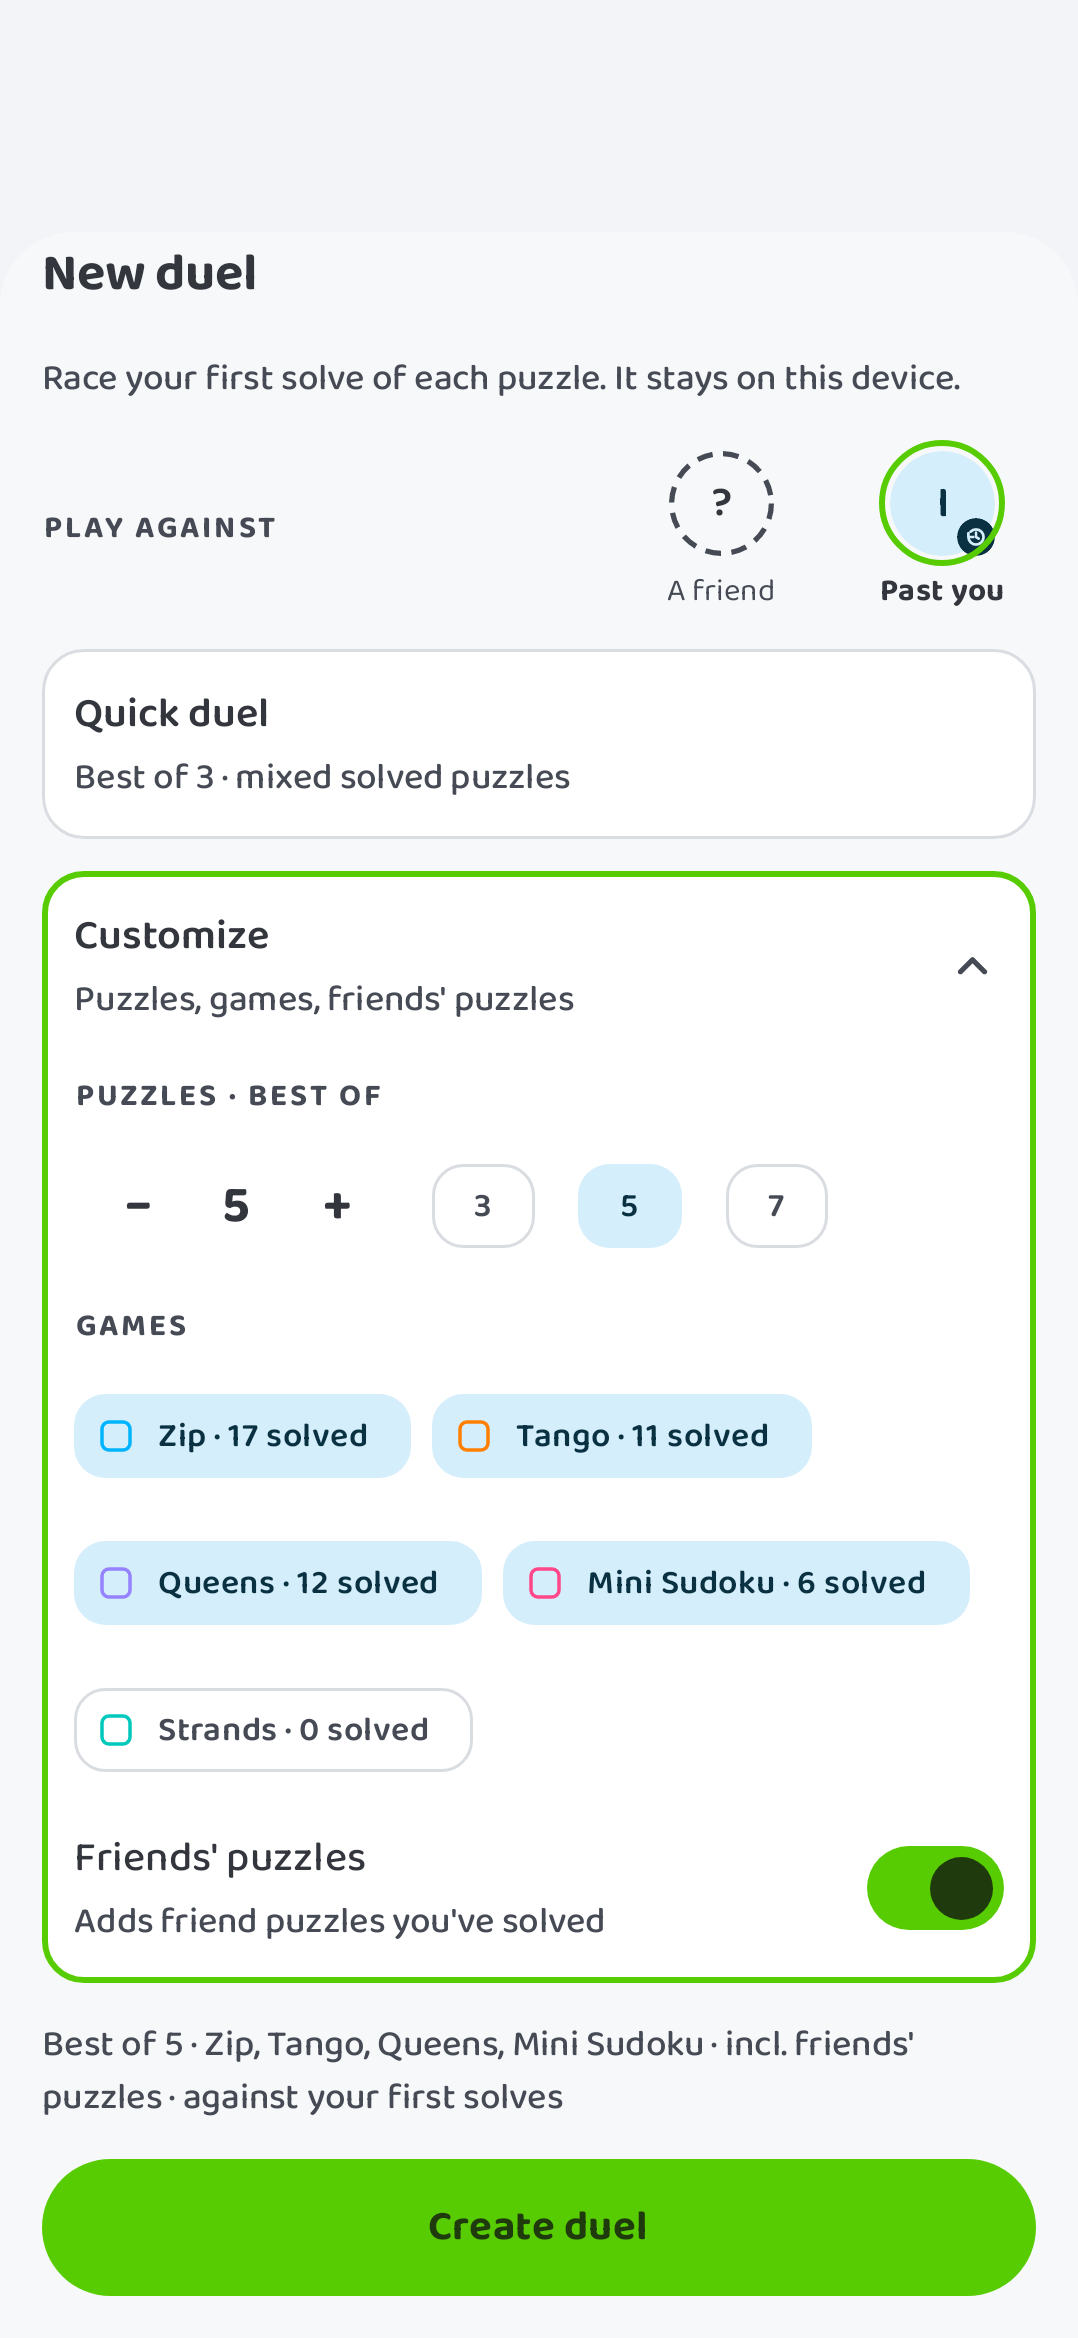 New duel
Race your first solve of each puzzle. It stays on this device.
PLAY AGAINST
?
A friend
I
Past you
Quick duel
Best of 3 · mixed solved puzzles
Customize
Puzzles, games, friends' puzzles
PUZZLES · BEST OF
− 5 + 3 5 7
GAMES
Zip · 17 solved
Tango · 11 solved
Queens · 12 solved
Mini Sudoku · 6 solved
Strands · 0 solved
Friends' puzzles
Adds friend puzzles you've solved
Best of 5 · Zip, Tango, Queens, Mini Sudoku · incl. friends'
puzzles · against your first solves
Create duel